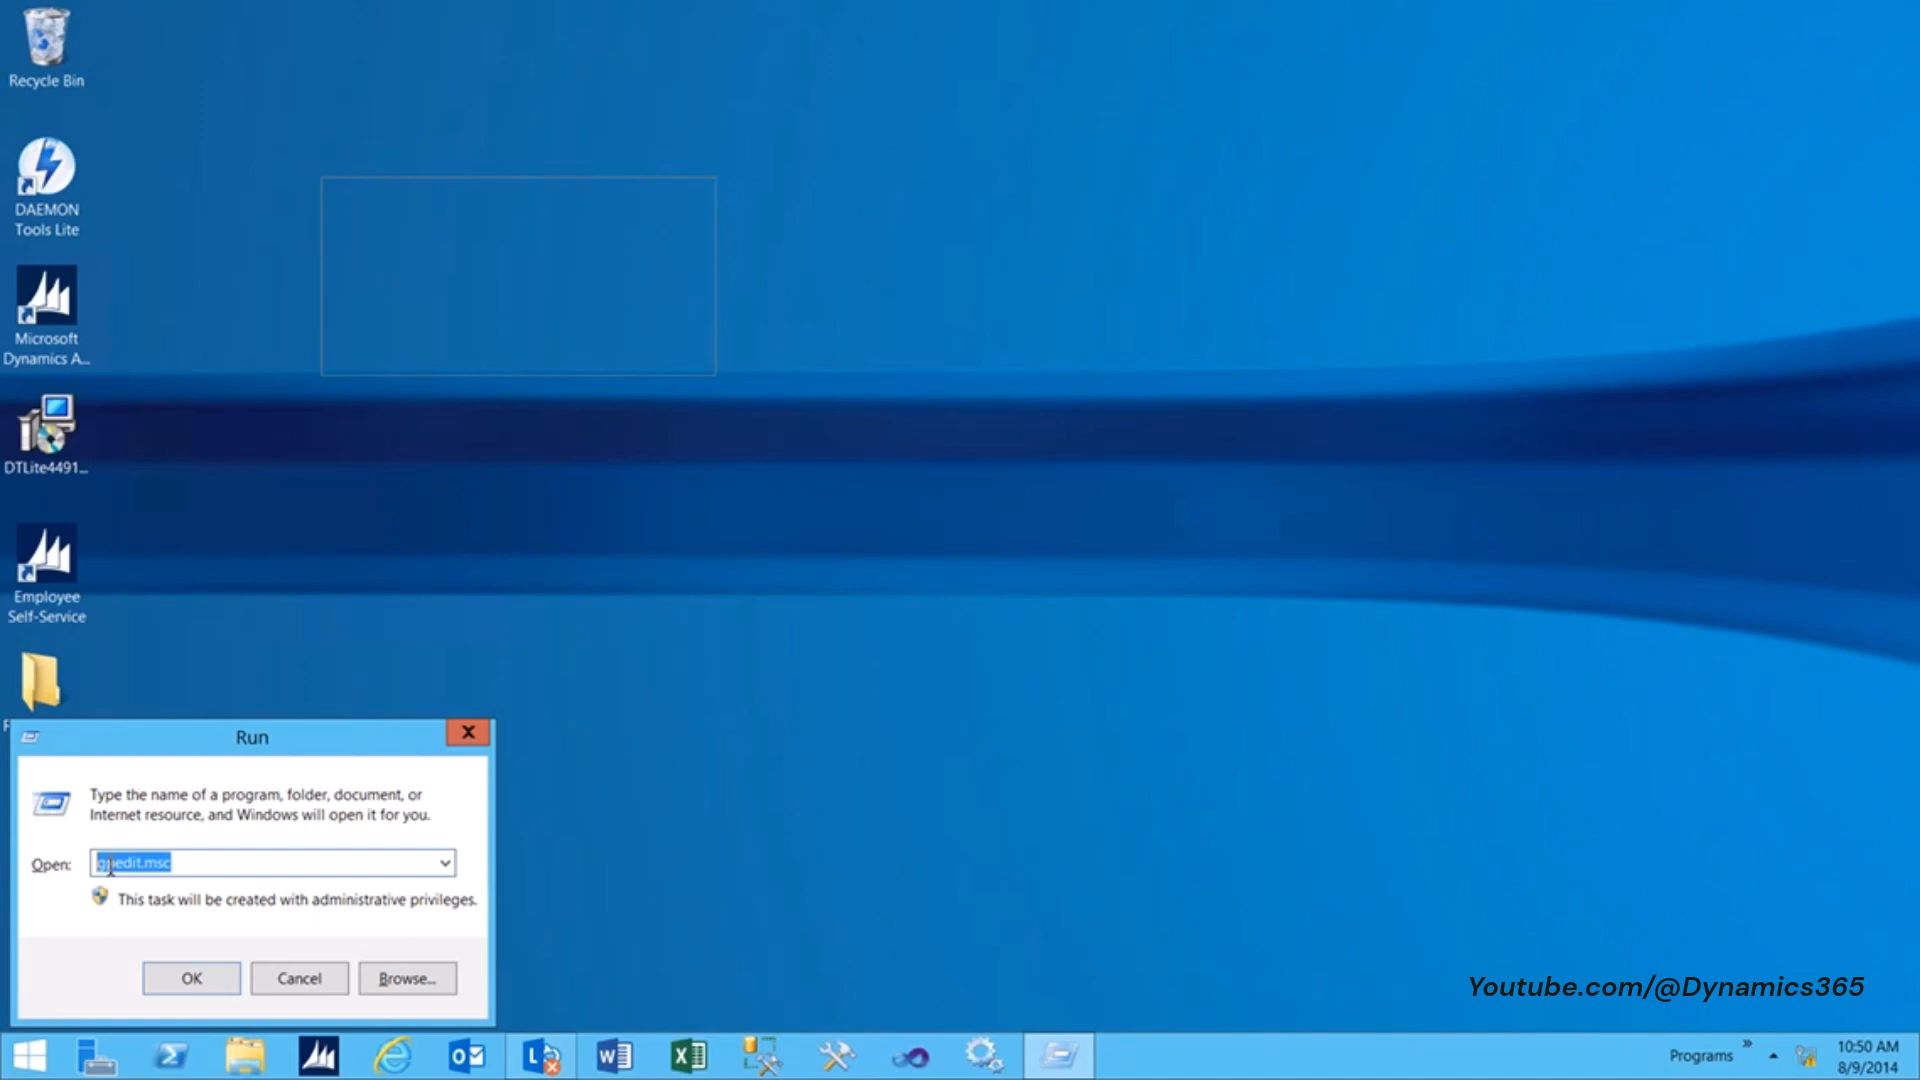 Recycle Bin
DAEMON
Tools Lite
Microsoft
Dynamics A...
DTLite4491...
Employee
Self-Service
Run
Type the name of a program, folder, document, or
Internet resource, and Windows will open it for you.
Open:
gpedit.msc
This task will be created with administrative privileges.
OK
Cancel
Browse...
Youtube.com/@Dynamics365
Programs
10:50 AM
8/9/2014